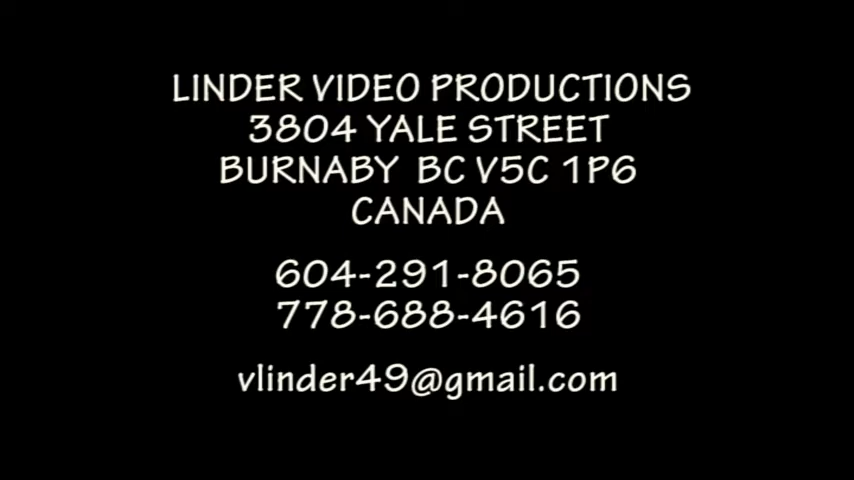 LINDER VIDEO PRODUCTIONS
3804 YALE STREET
BURNABY BC V5C 1P6
CANADA
604-291-8065
778-688-4616
vlinder49@gmail.com